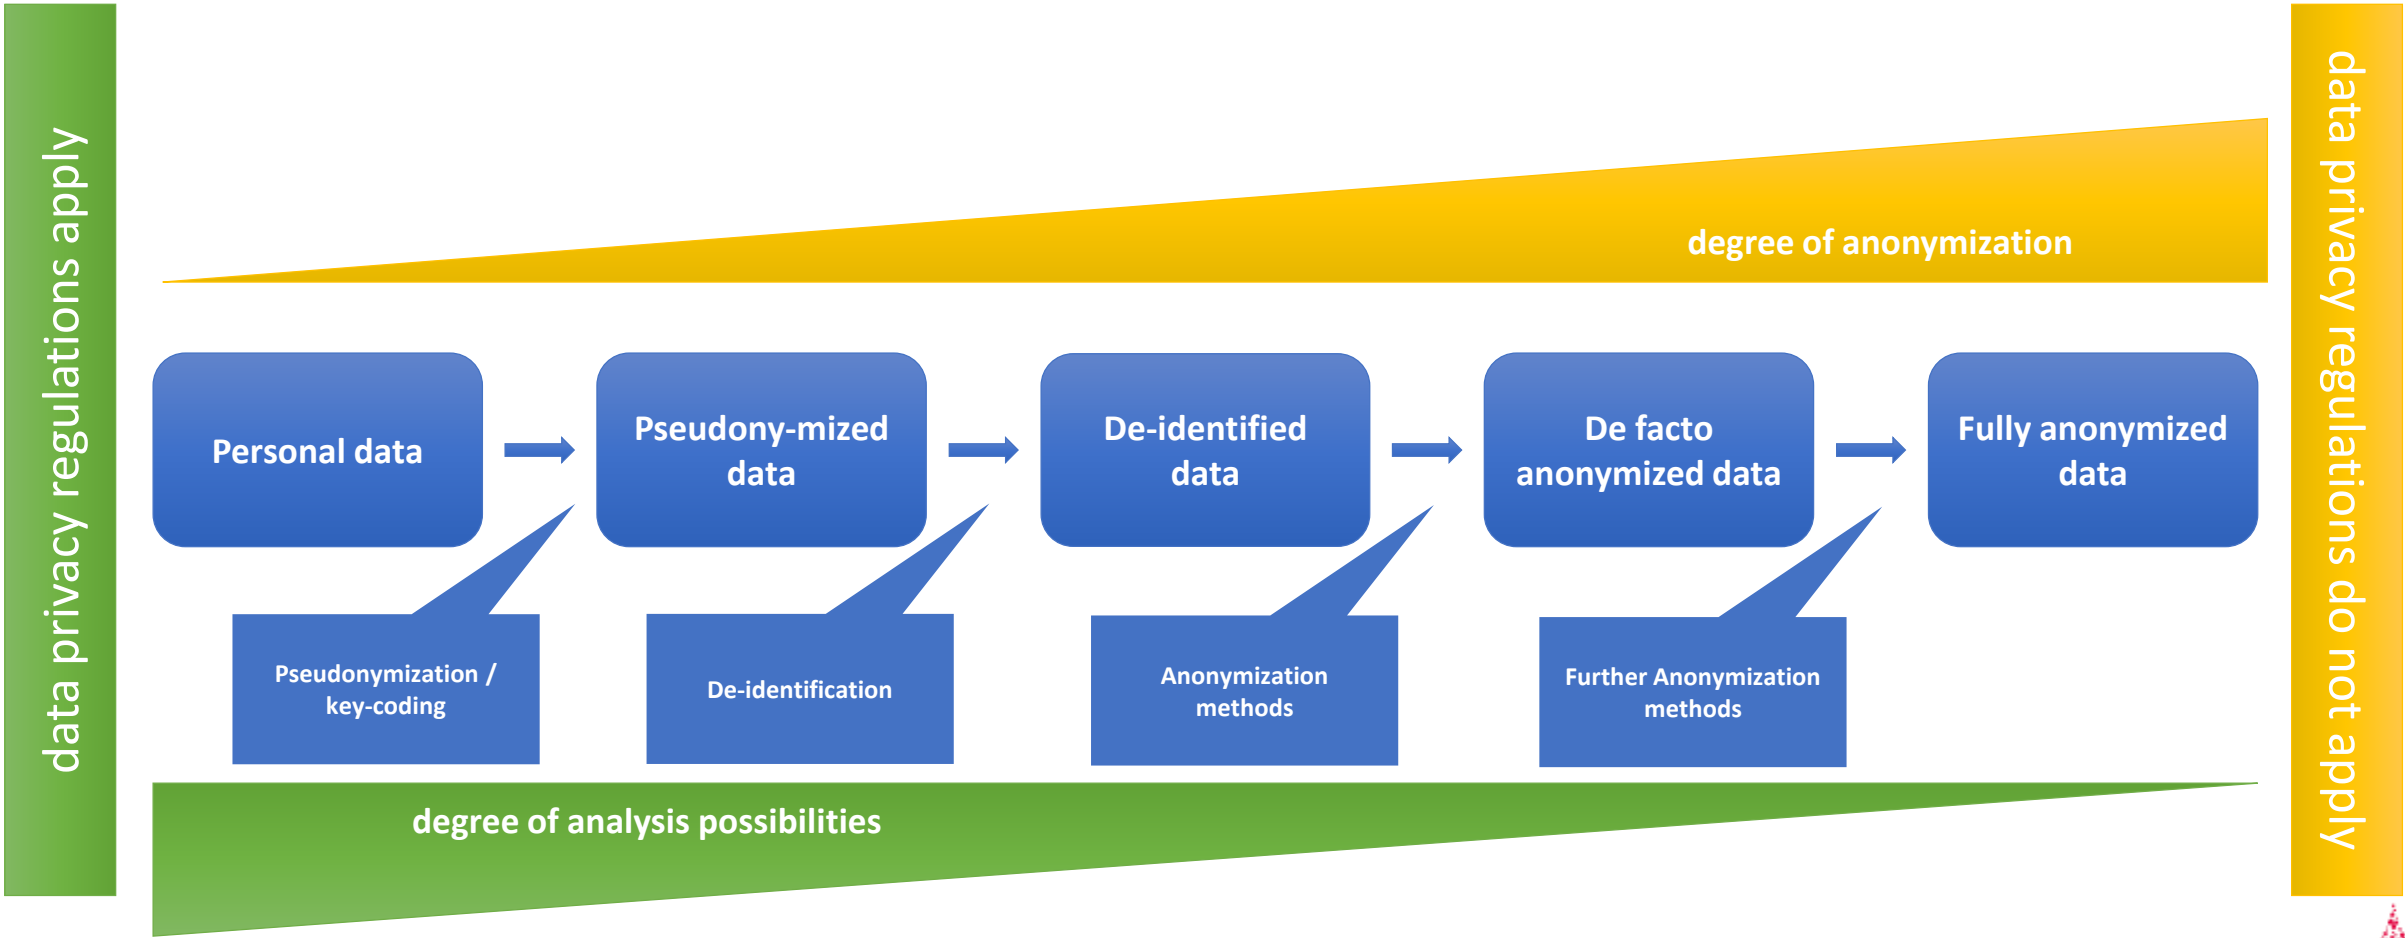 data privacy regulations apply
degree of anonymization
Personal data
Pseudony-mized
data
De-identified
data
De facto
anonymized data
Fully anonymized
data
Pseudonymization /
key-coding
De-identification
Anonymization
methods
Further Anonymization
methods
degree of analysis possibilities
data privacy regulations do not apply